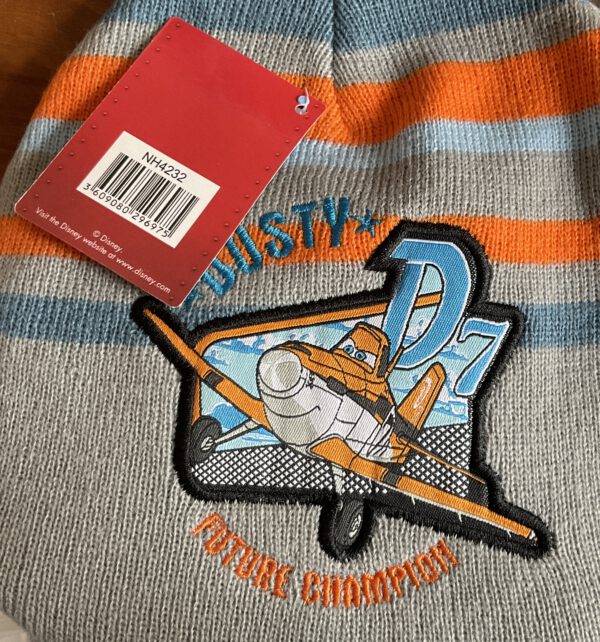 NH4232
3 609080 296975
© Disney.
Visit the Disney website at www.disney.com
DUSTY
D7
FUTURE CHAMPION